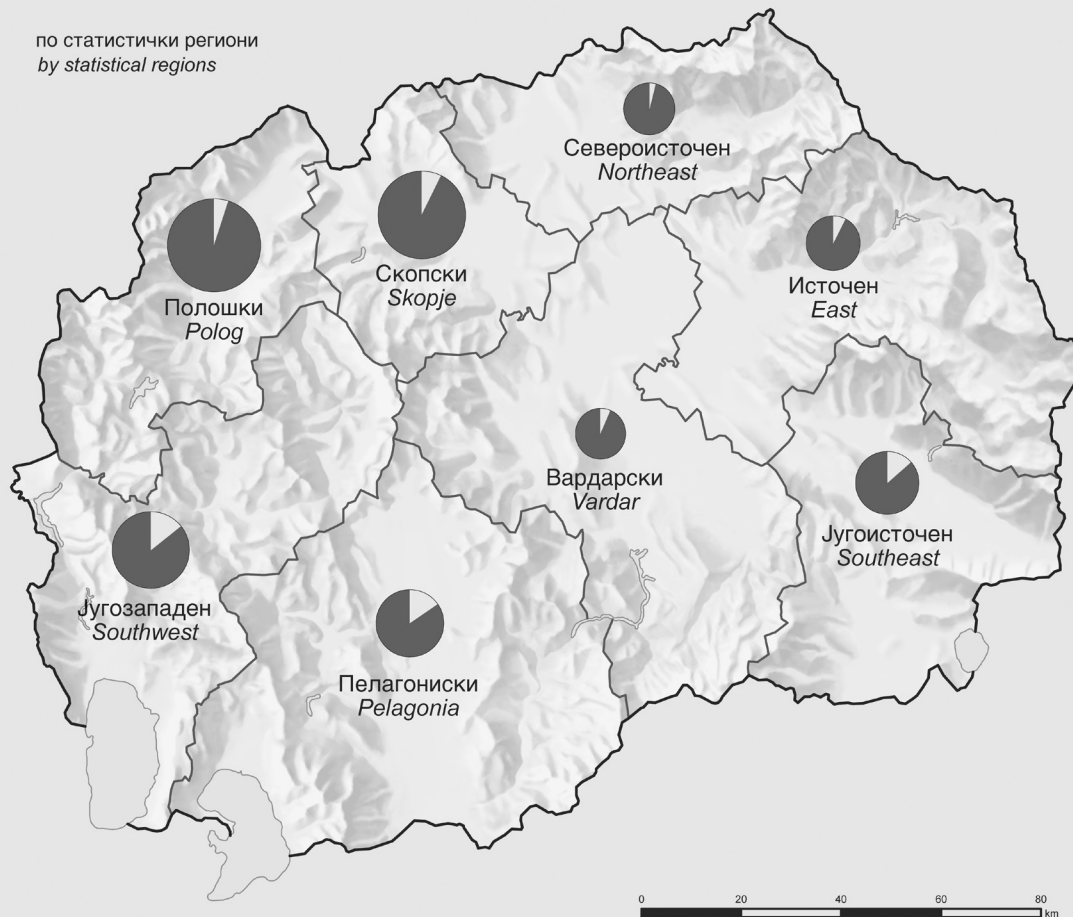 по статистички региони
by statistical regions
Североисточен
Northeast
Скопски
Skopje
Источен
East
Полошки
Polog
Вардарски
Vardar
Југоисточен
Southeast
Југозападен
Southwest
Пелагониски
Pelagonia
0 20 40 60 80
km